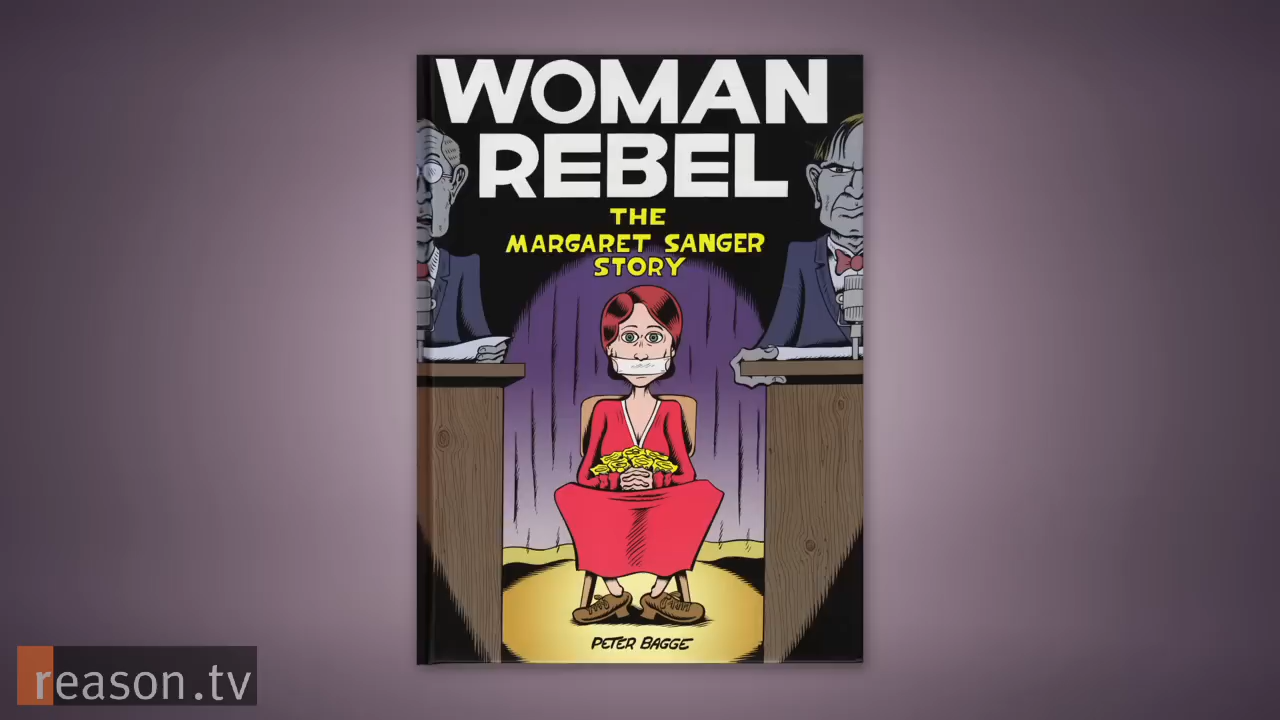 WOMAN
REBEL
THE
MARGARET SANGER
STORY
PETER BAGGE
reason.tv